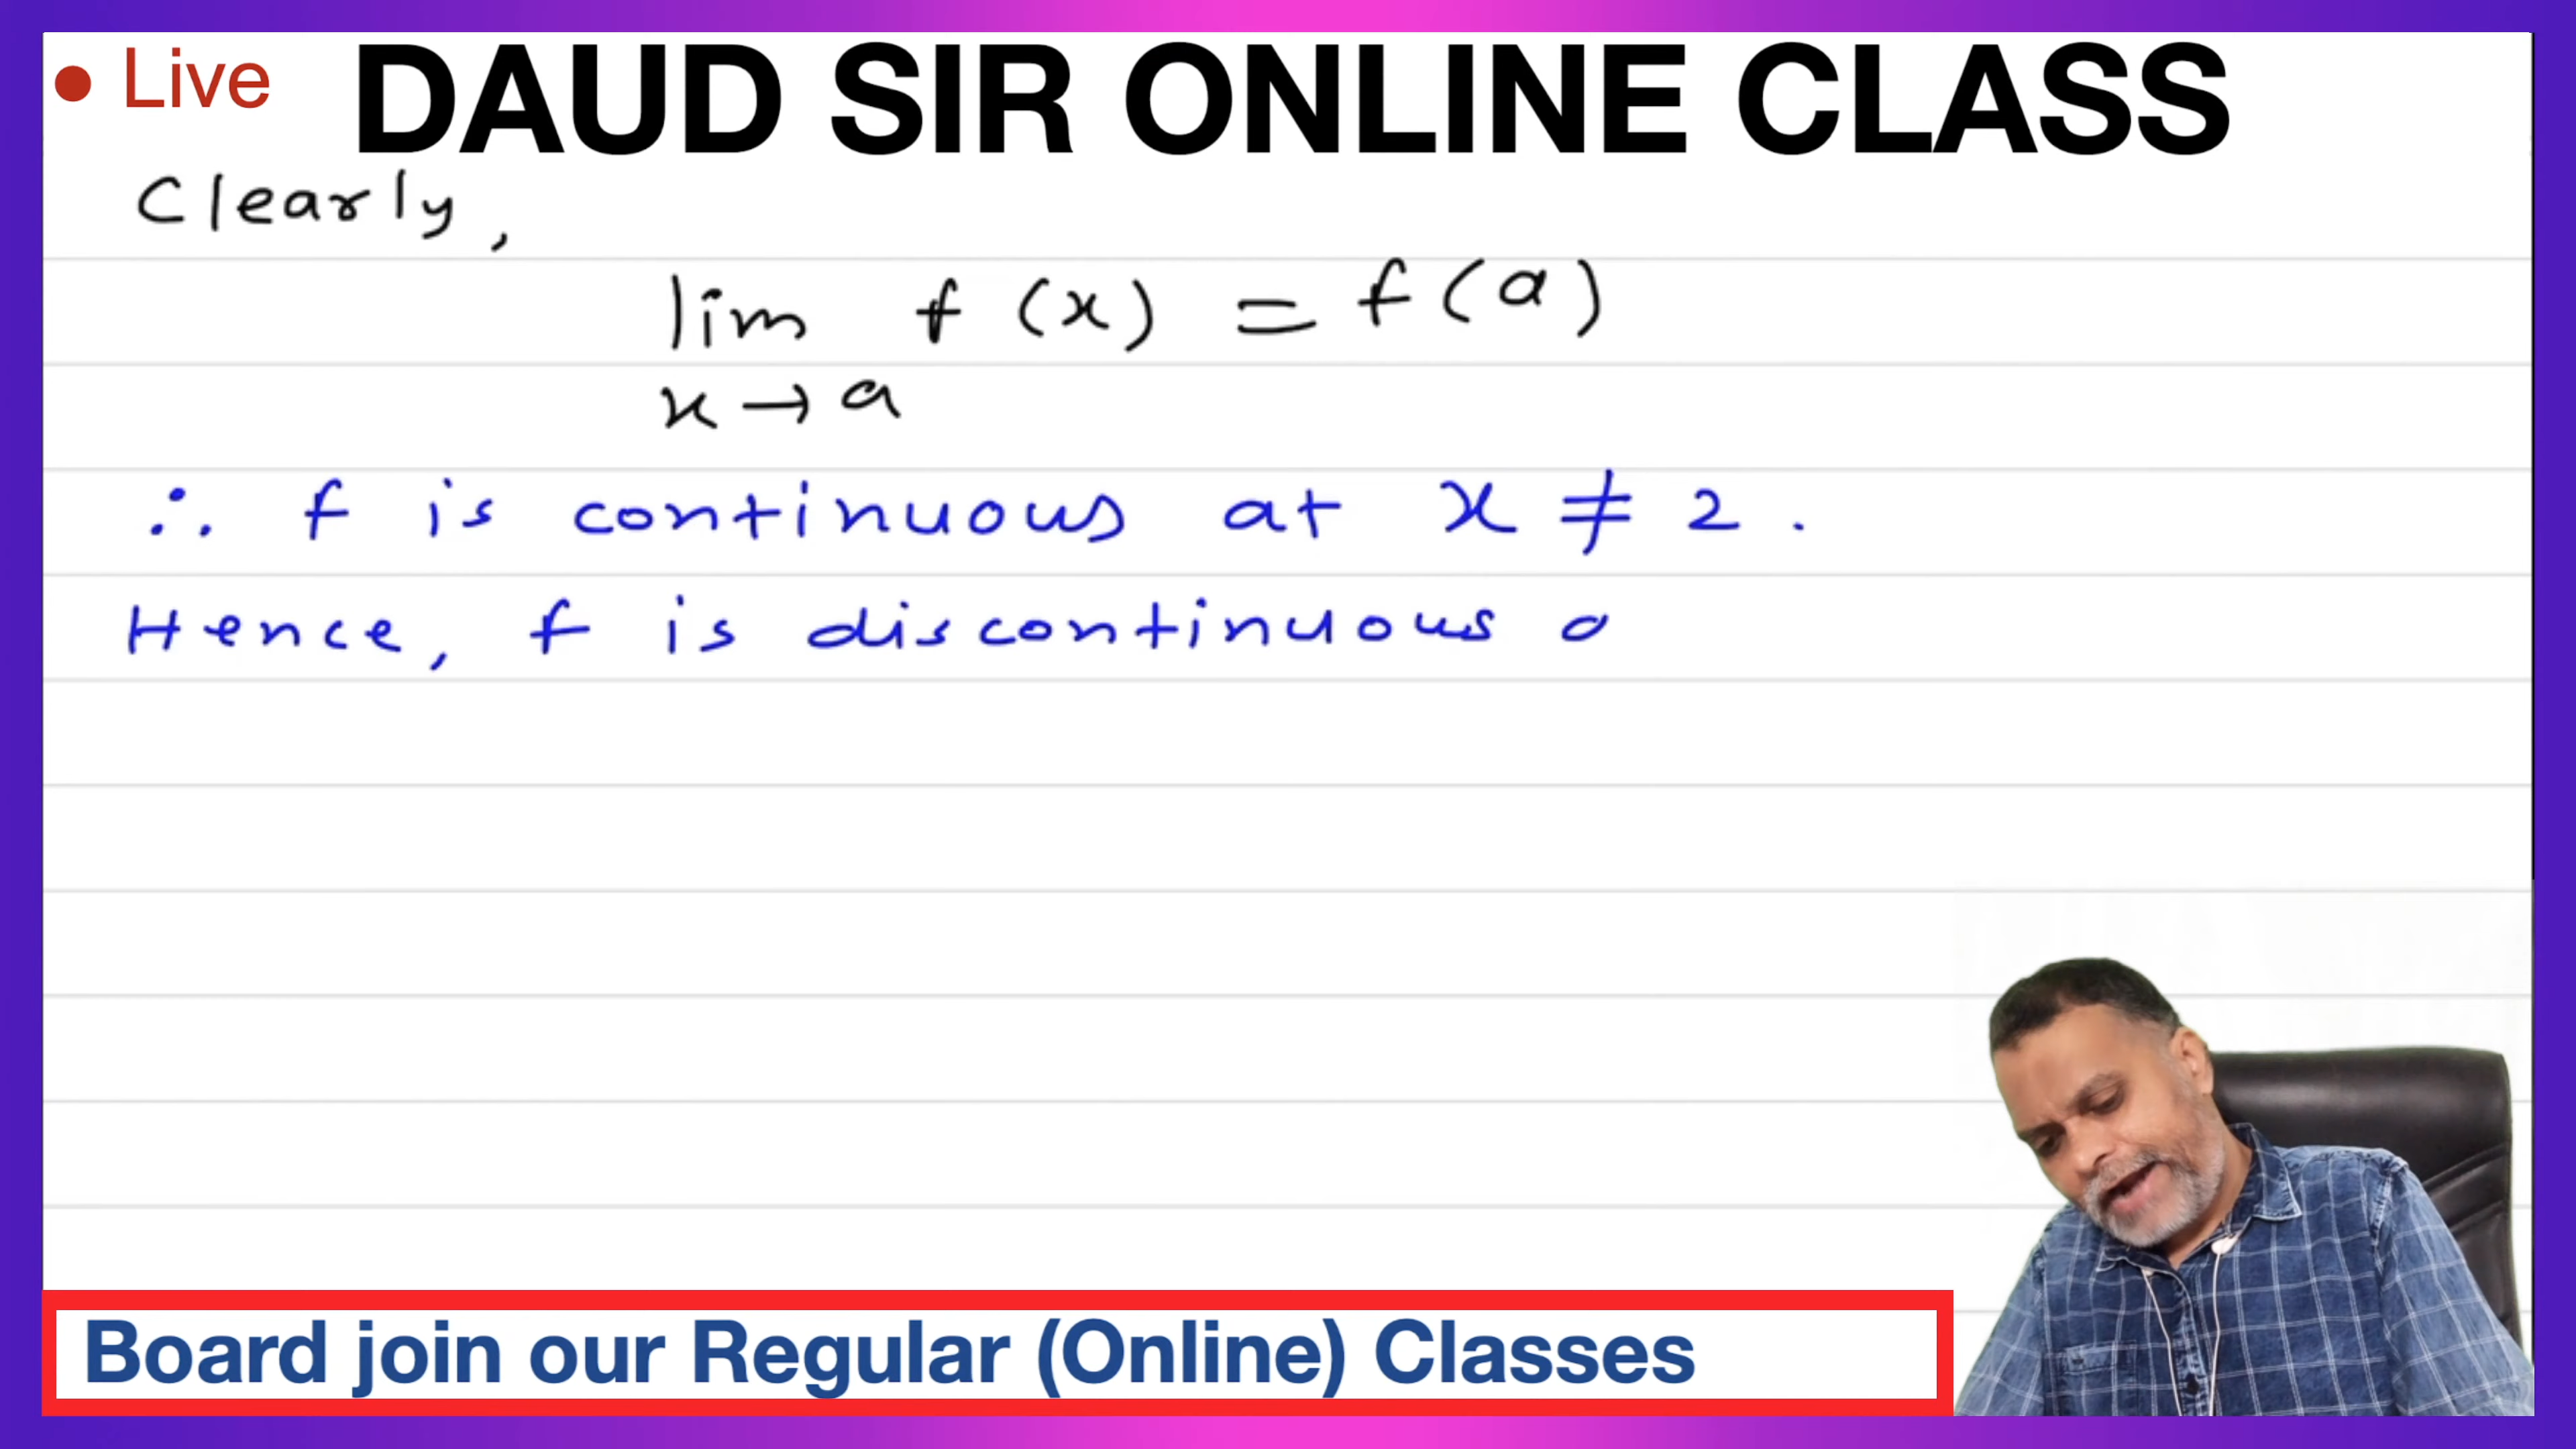 Live DAUD SIR ONLINE CLASS
Clearly,
lim f(x) = f(a)
x → a
∴ f is continuous at x ≠ 2.
Hence, f is discontinuous a
Board join our Regular (Online) Classes